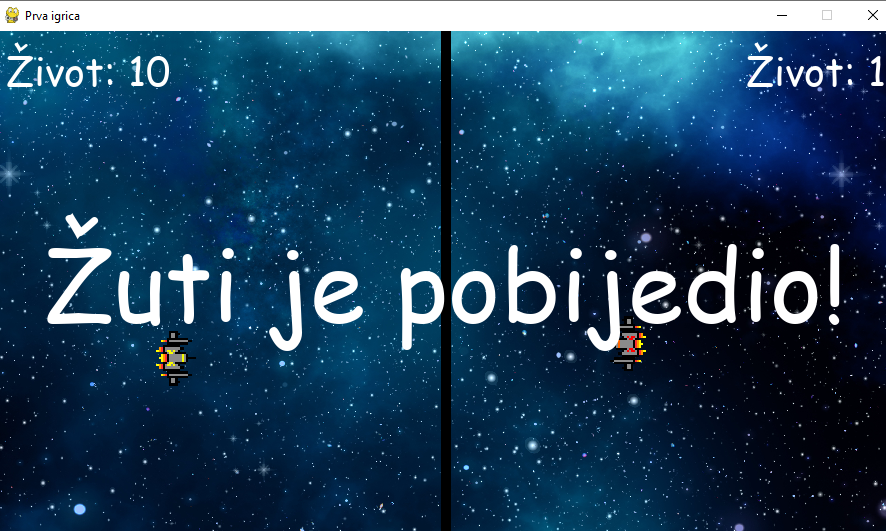 Prva igrica
Život: 10
Život: 1
Žuti je pobijedio!